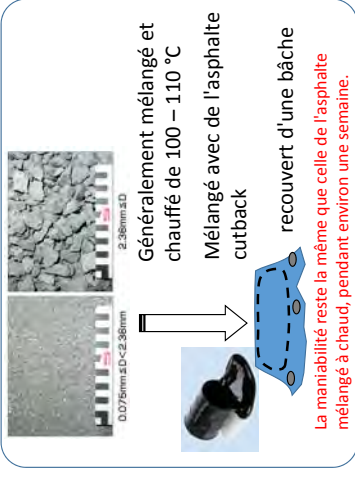 0.075mm≦D<2.36mm
2.36mm≦D
Généralement mélangé et
chauffé de 100 – 110 °C
Mélangé avec de l'asphalte
cutback
recouvert d'une bâche
La maniabilité reste la même que celle de l'asphalte
mélangé à chaud, pendant environ une semaine.